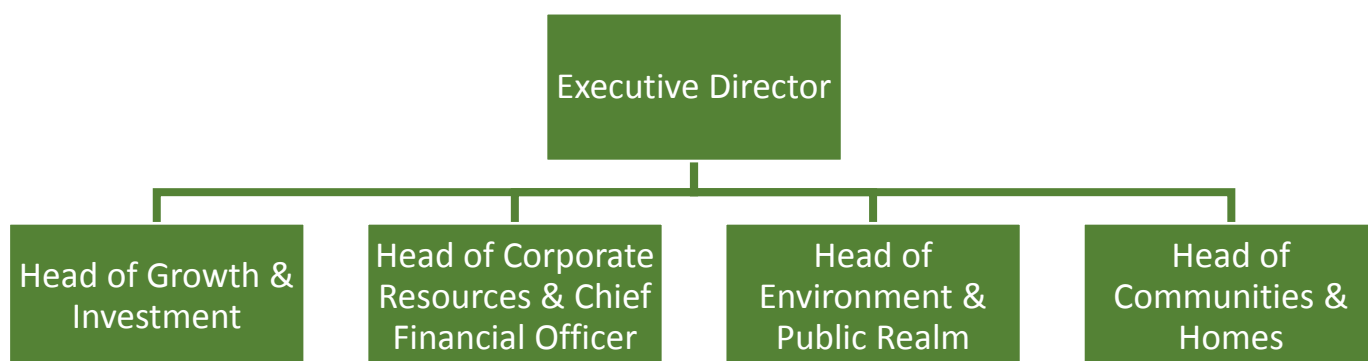 Executive Director
Head of Growth &
Investment
Head of Corporate
Resources & Chief
Financial Officer
Head of
Environment &
Public Realm
Head of
Communities &
Homes